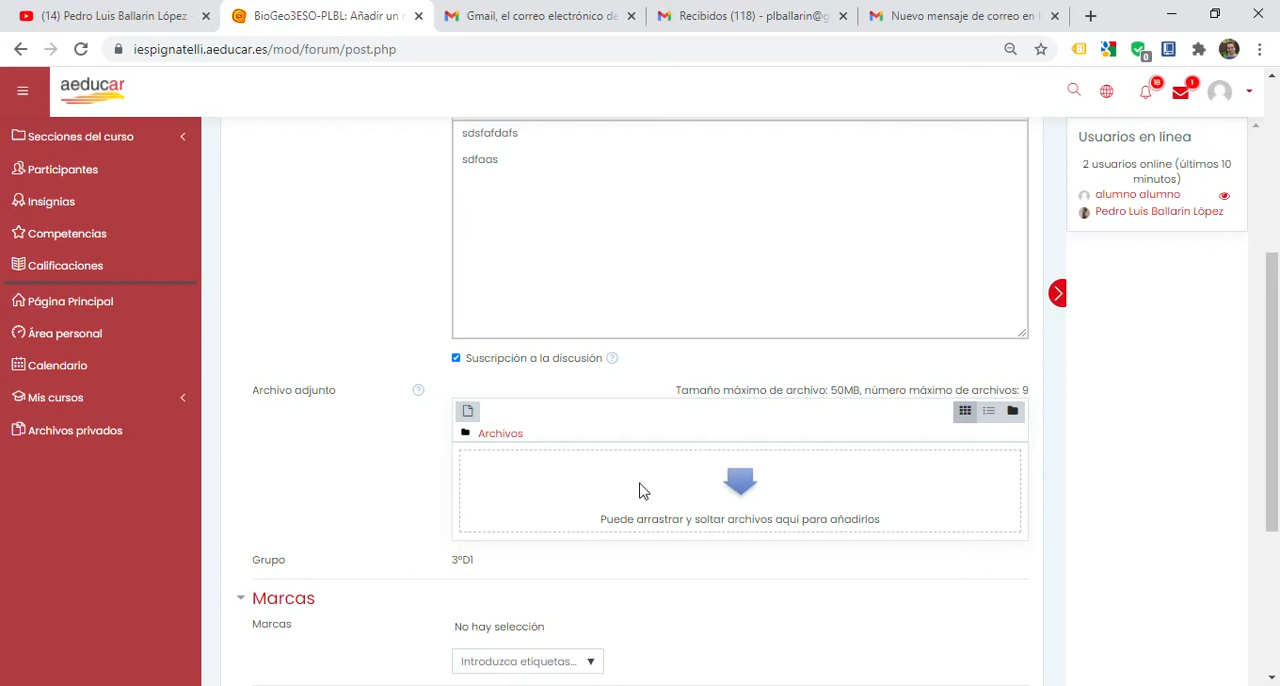 (14) Pedro Luis Ballarin López -
BioGeo3ESO-PLBL: Añadir un
Gmail, el correo electrónico de
Recibidos (118) - plballarin@g
Nuevo mensaje de correo en
iespignatelli.aeducar.es/mod/forum/post.php
0
aeducar
18
1
Secciones del curso
Participantes
Insignias
Competencias
Calificaciones
Página Principal
Área personal
Calendario
Mis cursos
Archivos privados
sdsfafdafs
sdfaas
Suscripción a la discusión
Archivo adjunto
Tamaño máximo de archivo: 50MB, número máximo de archivos: 9
Archivos
Puede arrastrar y soltar archivos aquí para añadirlos
Grupo
3ºD1
Marcas
Marcas
No hay selección
Introduzca etiquetas...
Usuarios en línea
2 usuarios online (últimos 10
minutos)
alumno alumno
Pedro Luis Ballarín López